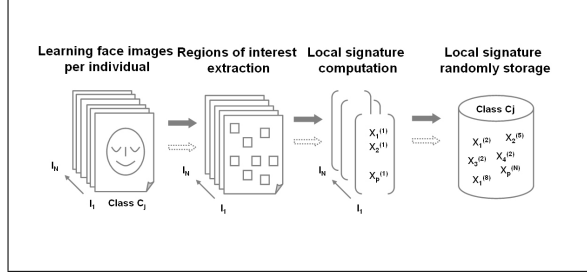 Learning face images
per individual
Regions of interest
extraction
Local signature
computation
Local signature
randomly storage
I_N
I_1 Class C_j
I_N
I_1
X_1^(1)
X_2^(1)
X_p^(1)
I_N
I_1
Class Cj
X_1^(2) X_2^(5)
X_3^(2) X_4^(2)
X_1^(8) X_p^(N)